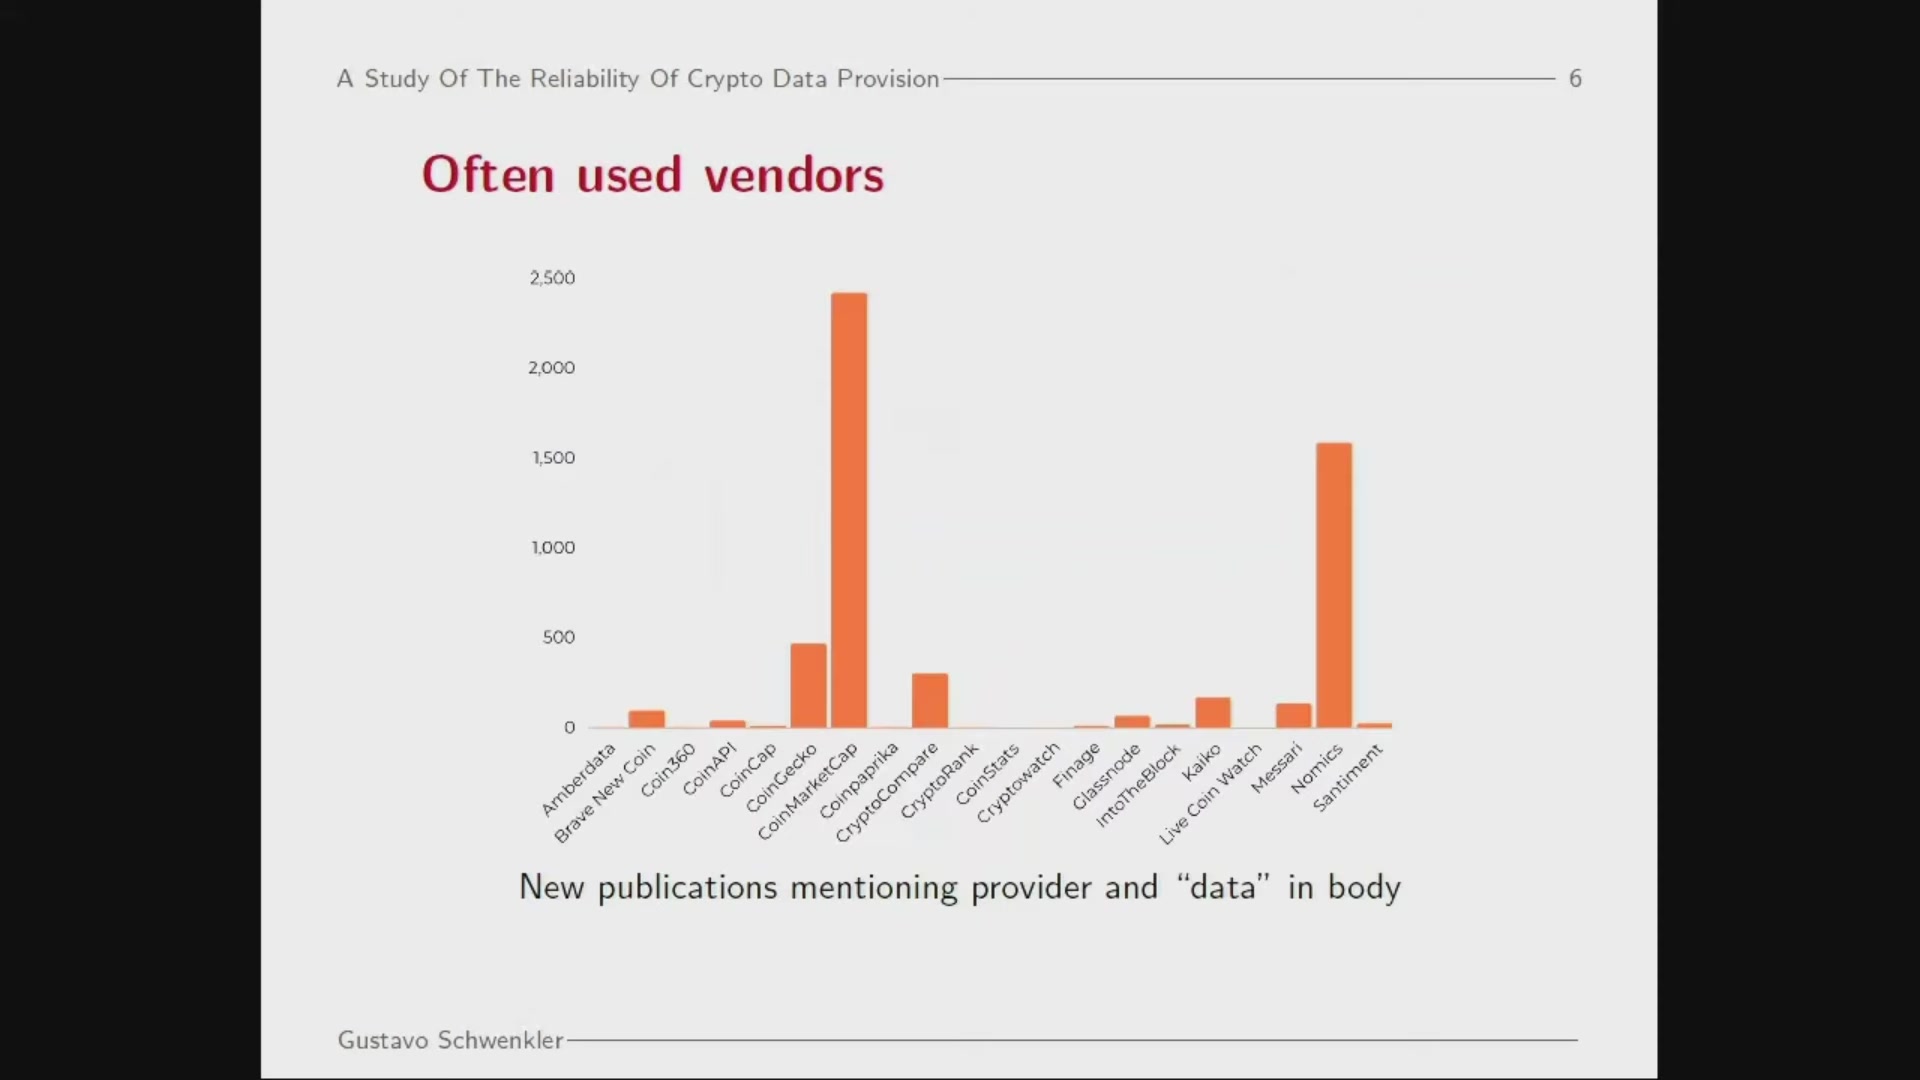 A Study Of The Reliability Of Crypto Data Provision 6
Often used vendors
2,500
2,000
1,500
1,000
500
0
Amberdata
Brave New Coin
Coin360
CoinAPI
CoinCap
CoinGecko
CoinMarketCap
Coinpaprika
CryptoCompare
CryptoRank
CoinStats
Cryptowatch
Finage
Glassnode
IntoTheBlock
Kaiko
Live Coin Watch
Messari
Nomics
Santiment
New publications mentioning provider and “data” in body
Gustavo Schwenkler